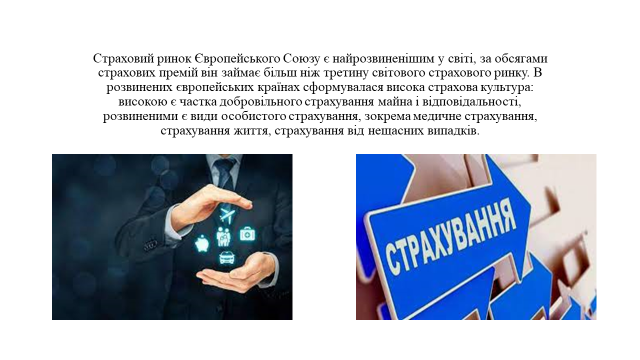 Страховий ринок Європейського Союзу є найрозвиненішим у світі, за обсягами
страхових премій він займає більш ніж третину світового страхового ринку. В
розвинених європейських країнах сформувалася висока страхова культура:
високою є частка добровільного страхування майна і відповідальності,
розвиненими є види особистого страхування, зокрема медичне страхування,
страхування життя, страхування від нещасних випадків.
СТРАХУВАННЯ